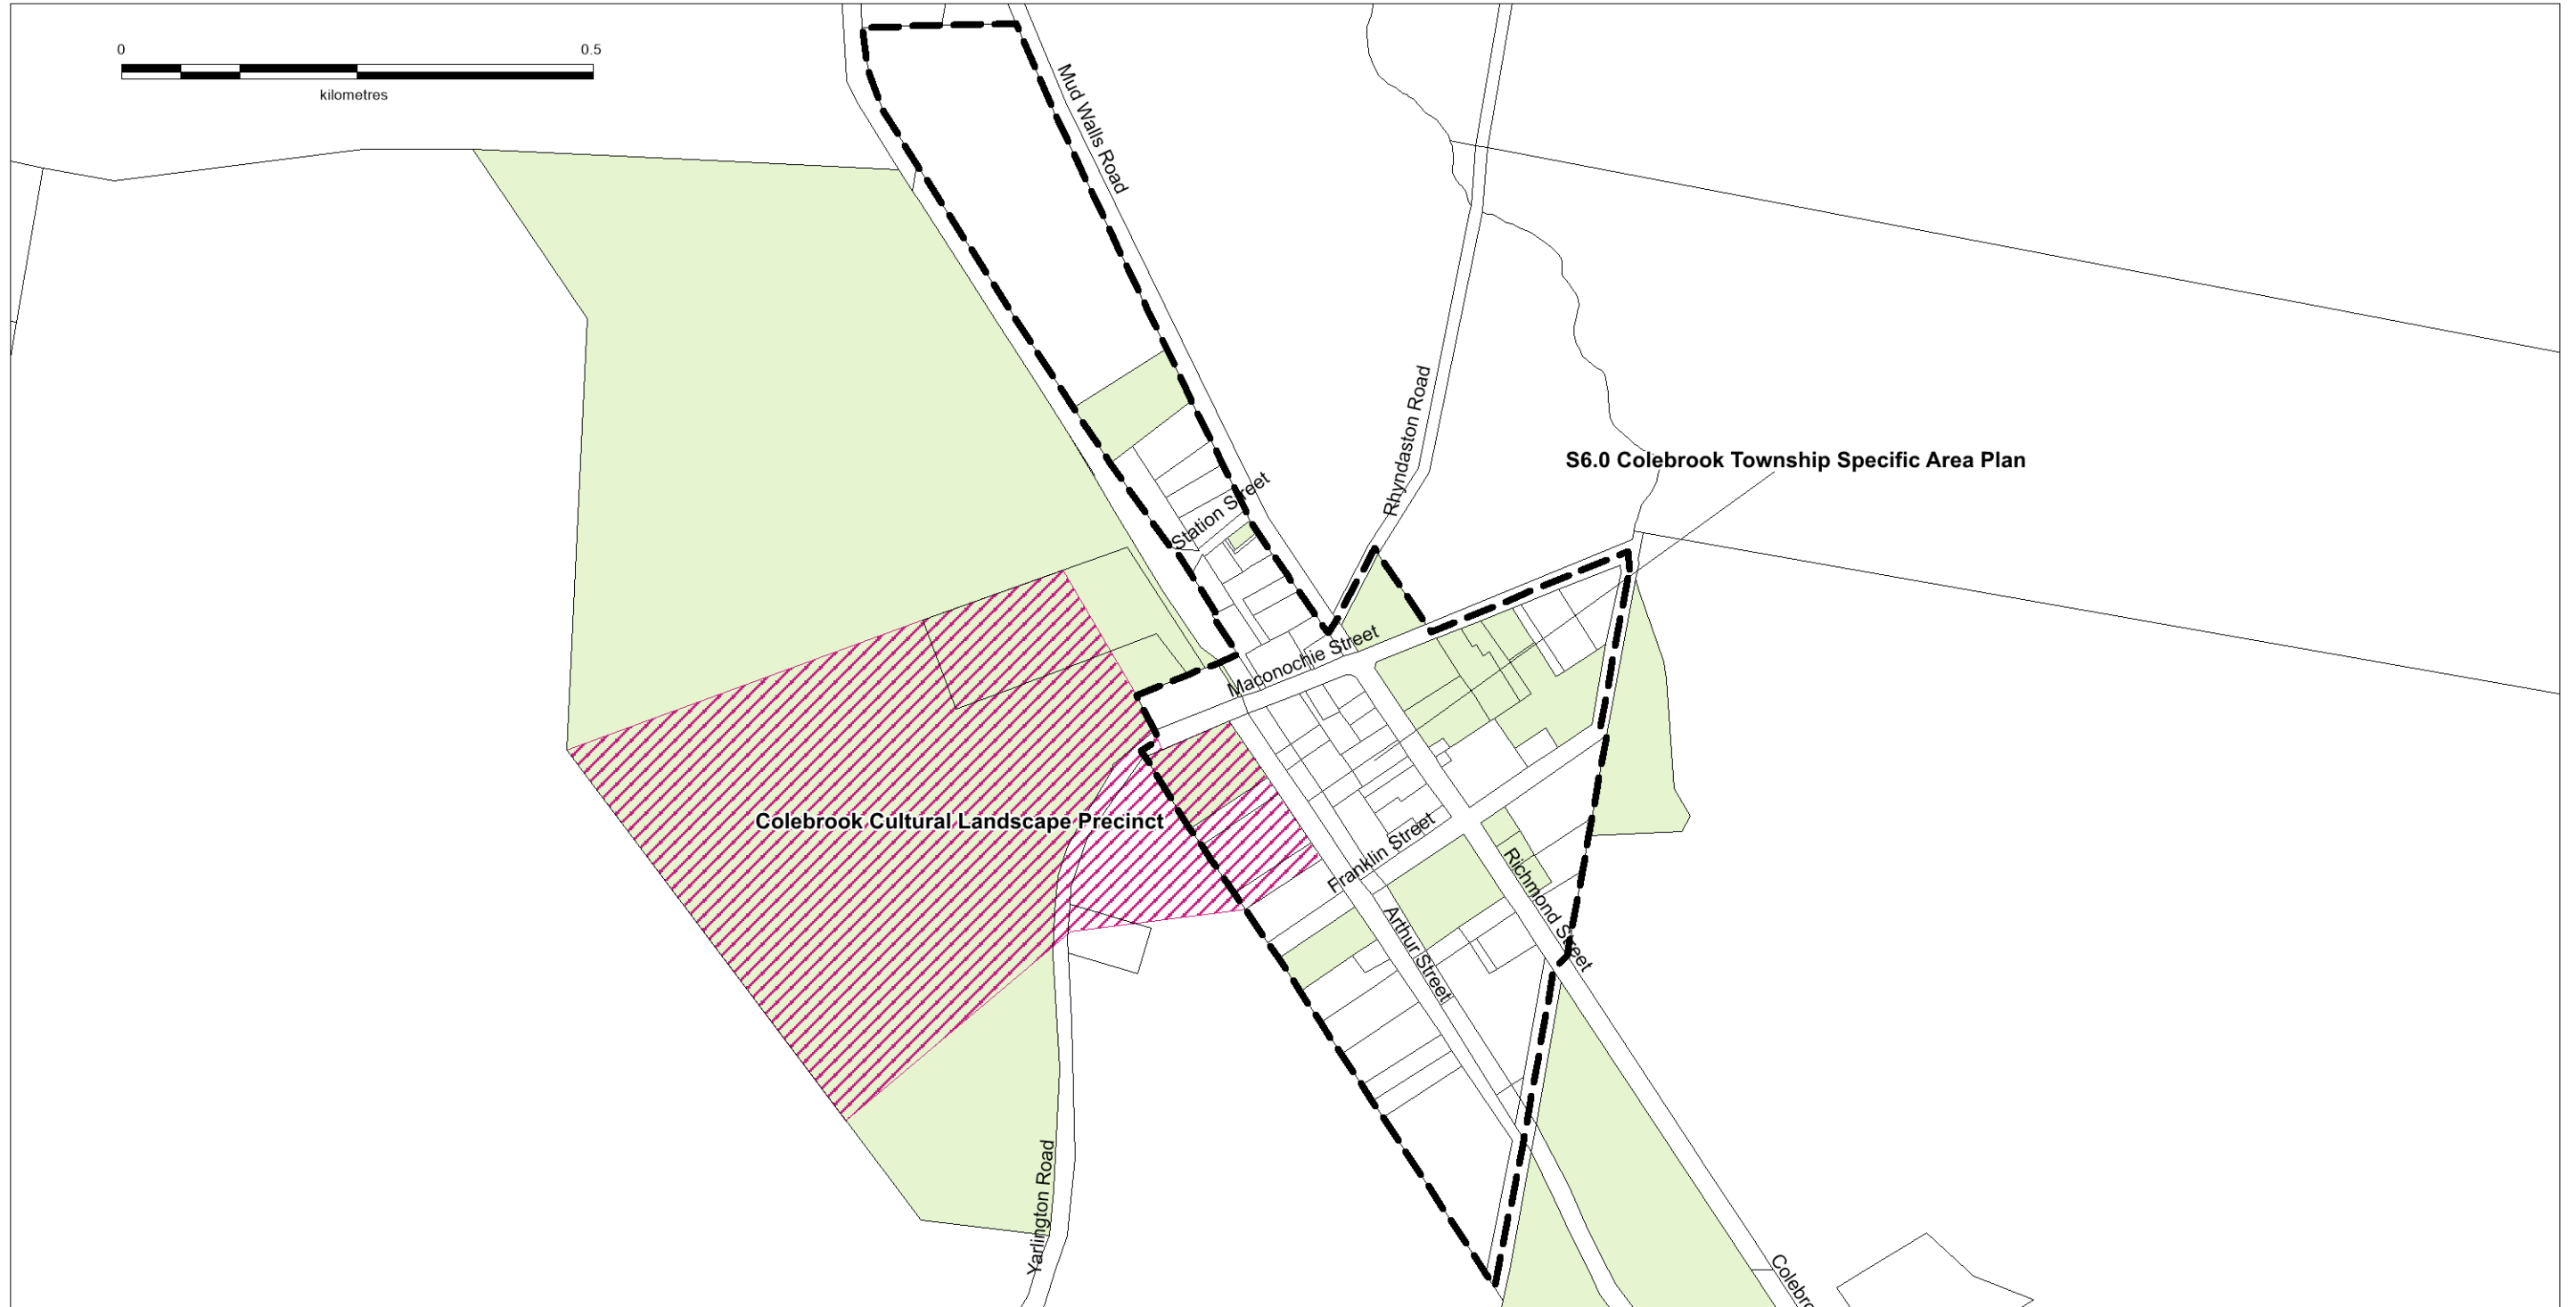 0 0.5
kilometres
Mud Walls Road
Rhyndaston Road
S6.0 Colebrook Township Specific Area Plan
Station Street
Maconochie Street
Colebrook Cultural Landscape Precinct
Franklin Street
Richmond Street
Arthur Street
Yarlington Road
Colebro